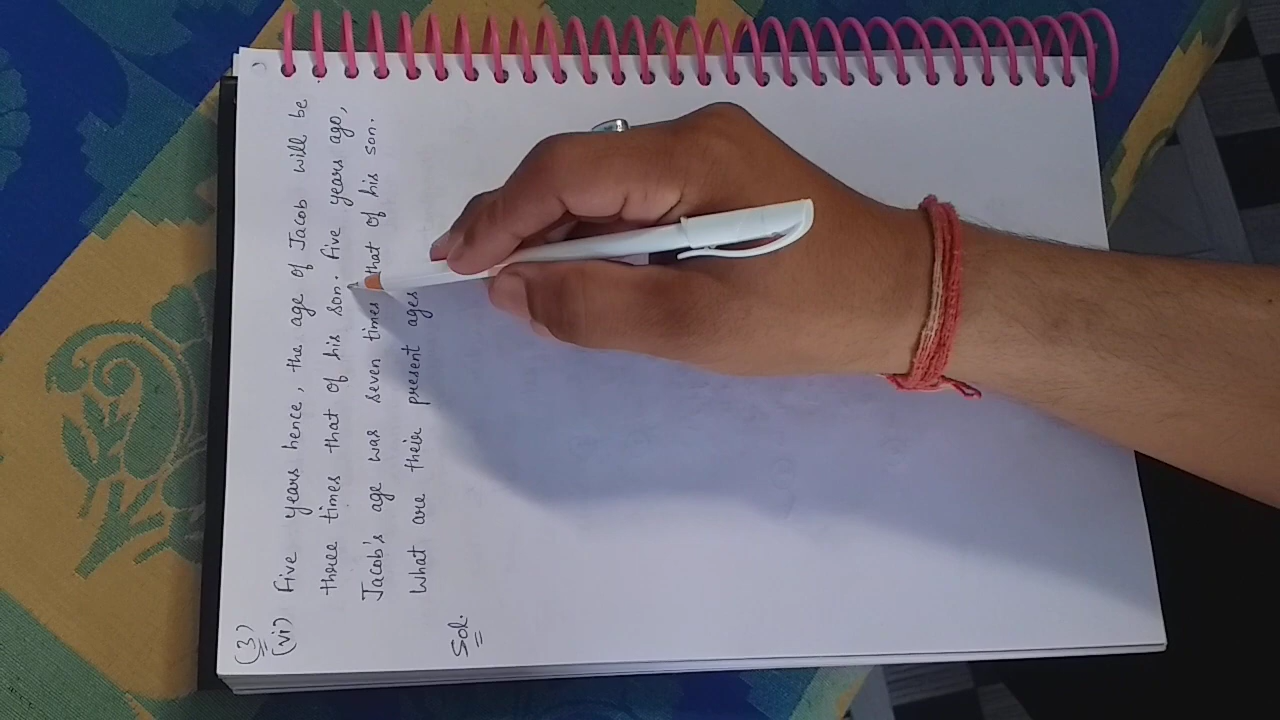 (3)
(vi) Five years hence, the age of Jacob will be
three times that of his son. Five years ago,
Jacob's age was seven times that of his son.
What are their present ages
Sol.